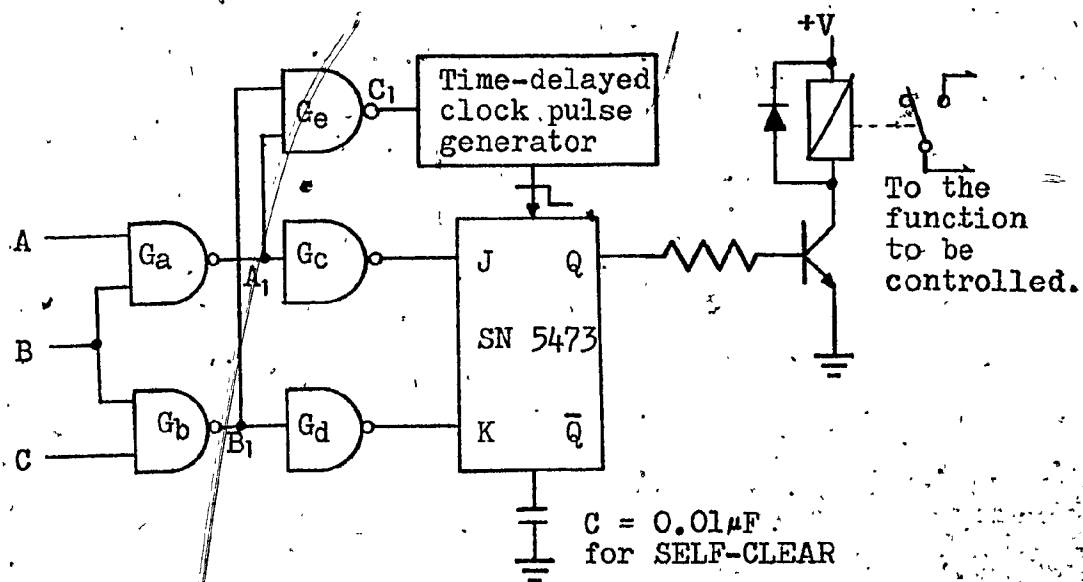 +V
Time-delayed
clock pulse
generator
C1
Ge
To the
function
to be
controlled.
A
Ga
A1
Gc
J
Q
B
SN 5473
Gb
B1
Gd
K
Q̅
C
C = 0.01µF
for SELF-CLEAR